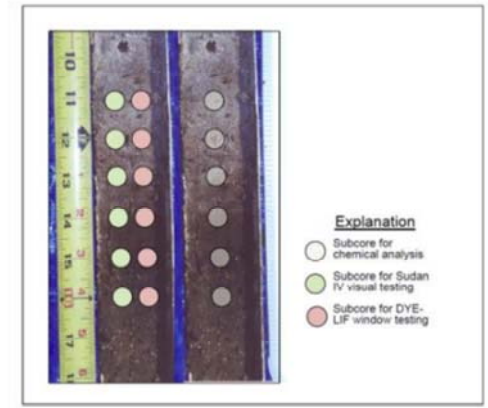 10
11
12
13
14
15
17
Explanation
Subcore for
chemical analysis
Subcore for Sudan
IV visual testing
Subcore for DYE-
LIF window testing